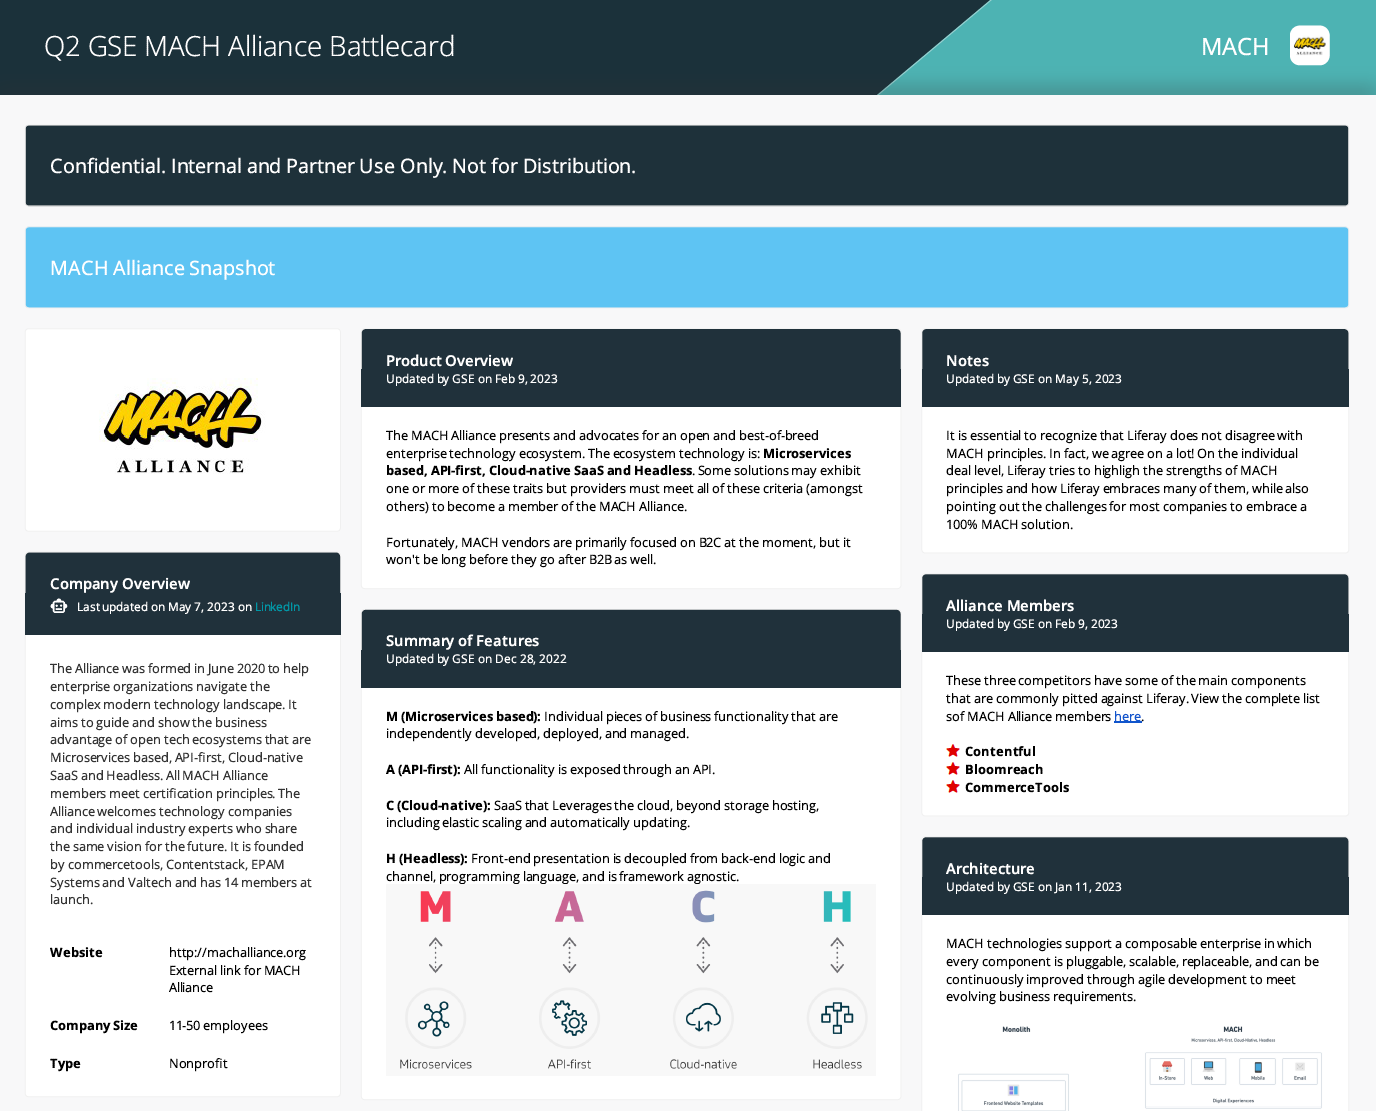 Q2 GSE MACH Alliance Battlecard
MACH
MACH
ALLIANCE
Confidential. Internal and Partner Use Only. Not for Distribution.
MACH Alliance Snapshot
MACH
ALLIANCE
Company Overview
Last updated on May 7, 2023 on LinkedIn
The Alliance was formed in June 2020 to help
enterprise organizations navigate the
complex modern technology landscape. It
aims to guide and show the business
advantage of open tech ecosystems that are
Microservices based, API-first, Cloud-native
SaaS and Headless. All MACH Alliance
members meet certification principles. The
Alliance welcomes technology companies
and individual industry experts who share
the same vision for the future. It is founded
by commercetools, Contentstack, EPAM
Systems and Valtech and has 14 members at
launch.
Website
http://machalliance.org
External link for MACH
Alliance
Company Size
11-50 employees
Type
Nonprofit
Product Overview
Updated by GSE on Feb 9, 2023
The MACH Alliance presents and advocates for an open and best-of-breed
enterprise technology ecosystem. The ecosystem technology is: Microservices
based, API-first, Cloud-native SaaS and Headless. Some solutions may exhibit
one or more of these traits but providers must meet all of these criteria (amongst
others) to become a member of the MACH Alliance.
Fortunately, MACH vendors are primarily focused on B2C at the moment, but it
won't be long before they go after B2B as well.
Summary of Features
Updated by GSE on Dec 28, 2022
M (Microservices based): Individual pieces of business functionality that are
independently developed, deployed, and managed.
A (API-first): All functionality is exposed through an API.
C (Cloud-native): SaaS that Leverages the cloud, beyond storage hosting,
including elastic scaling and automatically updating.
H (Headless): Front-end presentation is decoupled from back-end logic and
channel, programming language, and is framework agnostic.
M A C H
Microservices API-first Cloud-native Headless
Notes
Updated by GSE on May 5, 2023
It is essential to recognize that Liferay does not disagree with
MACH principles. In fact, we agree on a lot! On the individual
deal level, Liferay tries to highligh the strengths of MACH
principles and how Liferay embraces many of them, while also
pointing out the challenges for most companies to embrace a
100% MACH solution.
Alliance Members
Updated by GSE on Feb 9, 2023
These three competitors have some of the main components
that are commonly pitted against Liferay. View the complete list
sof MACH Alliance members here.
Contentful
Bloomreach
CommerceTools
Architecture
Updated by GSE on Jan 11, 2023
MACH technologies support a composable enterprise in which
every component is pluggable, scalable, replaceable, and can be
continuously improved through agile development to meet
evolving business requirements.
Monolith
Frontend Website Templates
MACH
Microservices, API-first, Cloud-Native, Headless
In-Store Web Mobile Email
Digital Experiences